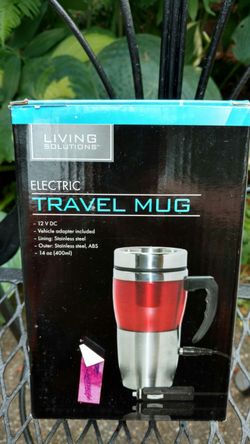 LIVING
SOLUTIONS™
ELECTRIC
TRAVEL MUG
– 12 V DC
– Vehicle adapter included
– Lining: Stainless steel
– Outer: Stainless steel, ABS
– 14 oz (400ml)